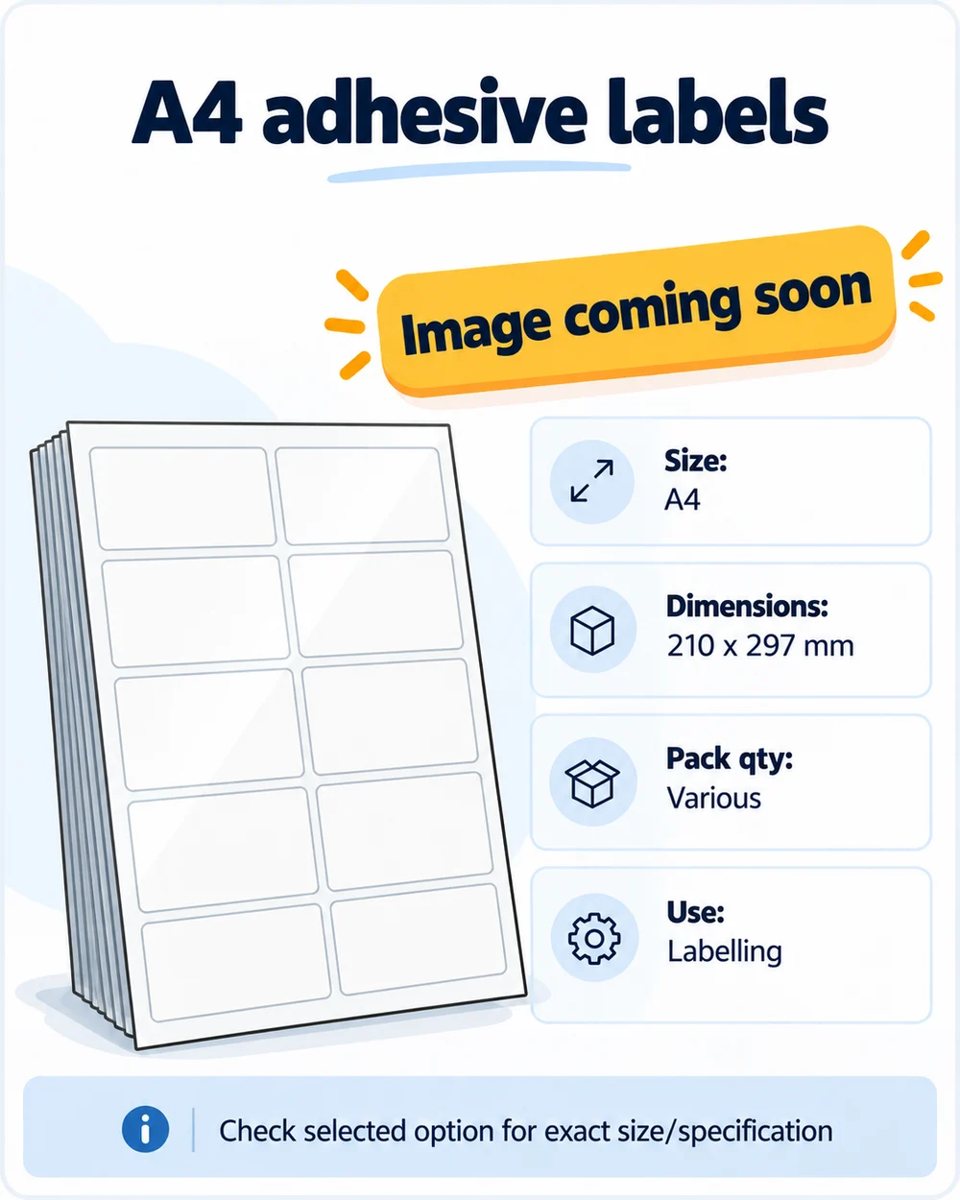 A4 adhesive labels
Image coming soon
Size:
A4
Dimensions:
210 x 297 mm
Pack qty:
Various
Use:
Labelling
Check selected option for exact size/specification